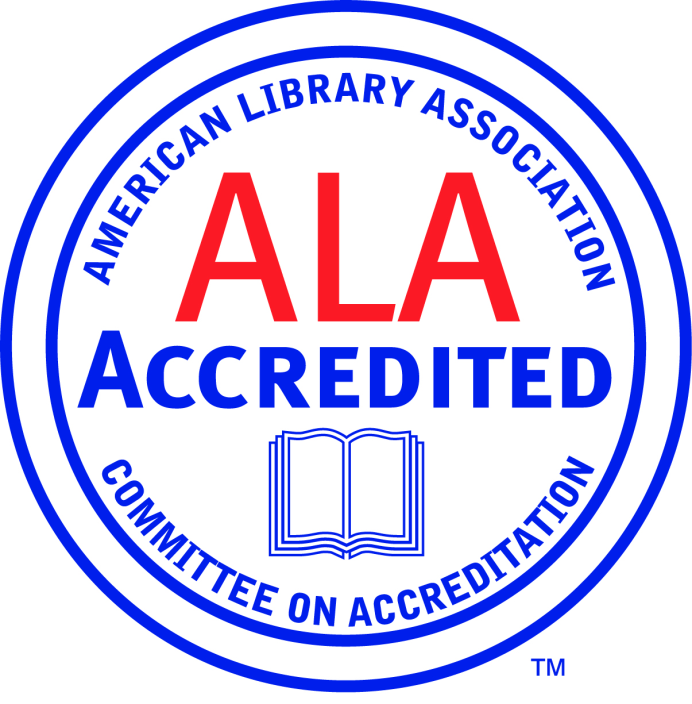 AMERICAN LIBRARY ASSOCIATION
ALA
ACCREDITED
COMMITTEE ON ACCREDITATION
TM